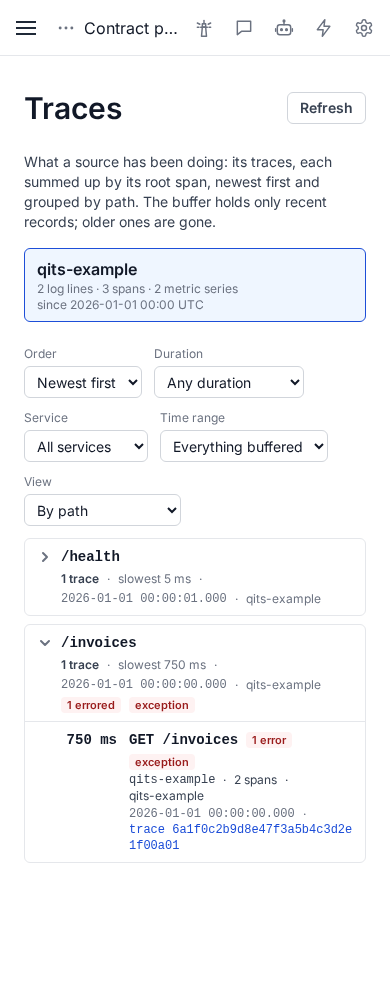 Contract p...
Traces
Refresh
What a source has been doing: its traces, each
summed up by its root span, newest first and
grouped by path. The buffer holds only recent
records; older ones are gone.
qits-example
2 log lines · 3 spans · 2 metric series
since 2026-01-01 00:00 UTC
Order
Duration
Newest first
Any duration
Service
Time range
All services
Everything buffered
View
By path
/health
1 trace · slowest 5 ms ·
2026-01-01 00:00:01.000 · qits-example
/invoices
1 trace · slowest 750 ms ·
2026-01-01 00:00:00.000 · qits-example
1 errored exception
750 ms GET /invoices 1 error
exception
qits-example · 2 spans ·
qits-example
2026-01-01 00:00:00.000 ·
trace 6a1f0c2b9d8e47f3a5b4c3d2e
1f00a01